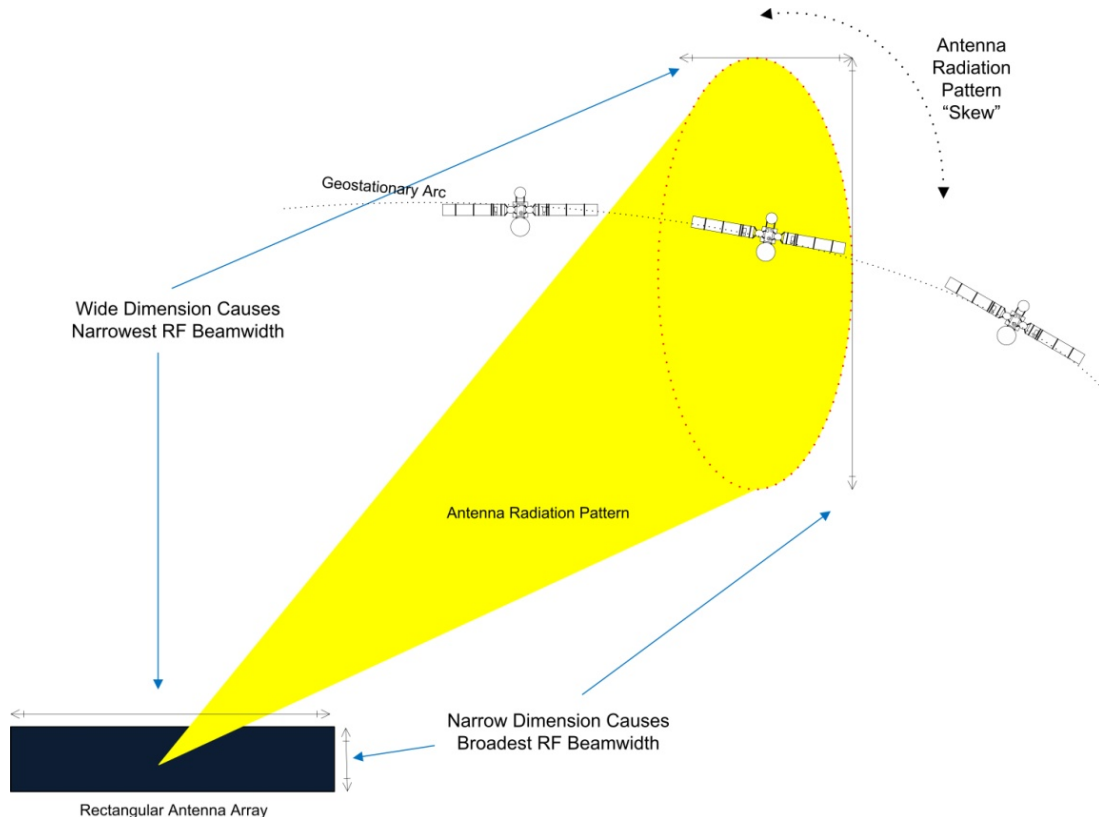 Antenna
Radiation
Pattern
“Skew”
Geostationary Arc
Wide Dimension Causes
Narrowest RF Beamwidth
Antenna Radiation Pattern
Narrow Dimension Causes
Broadest RF Beamwidth
Rectangular Antenna Array